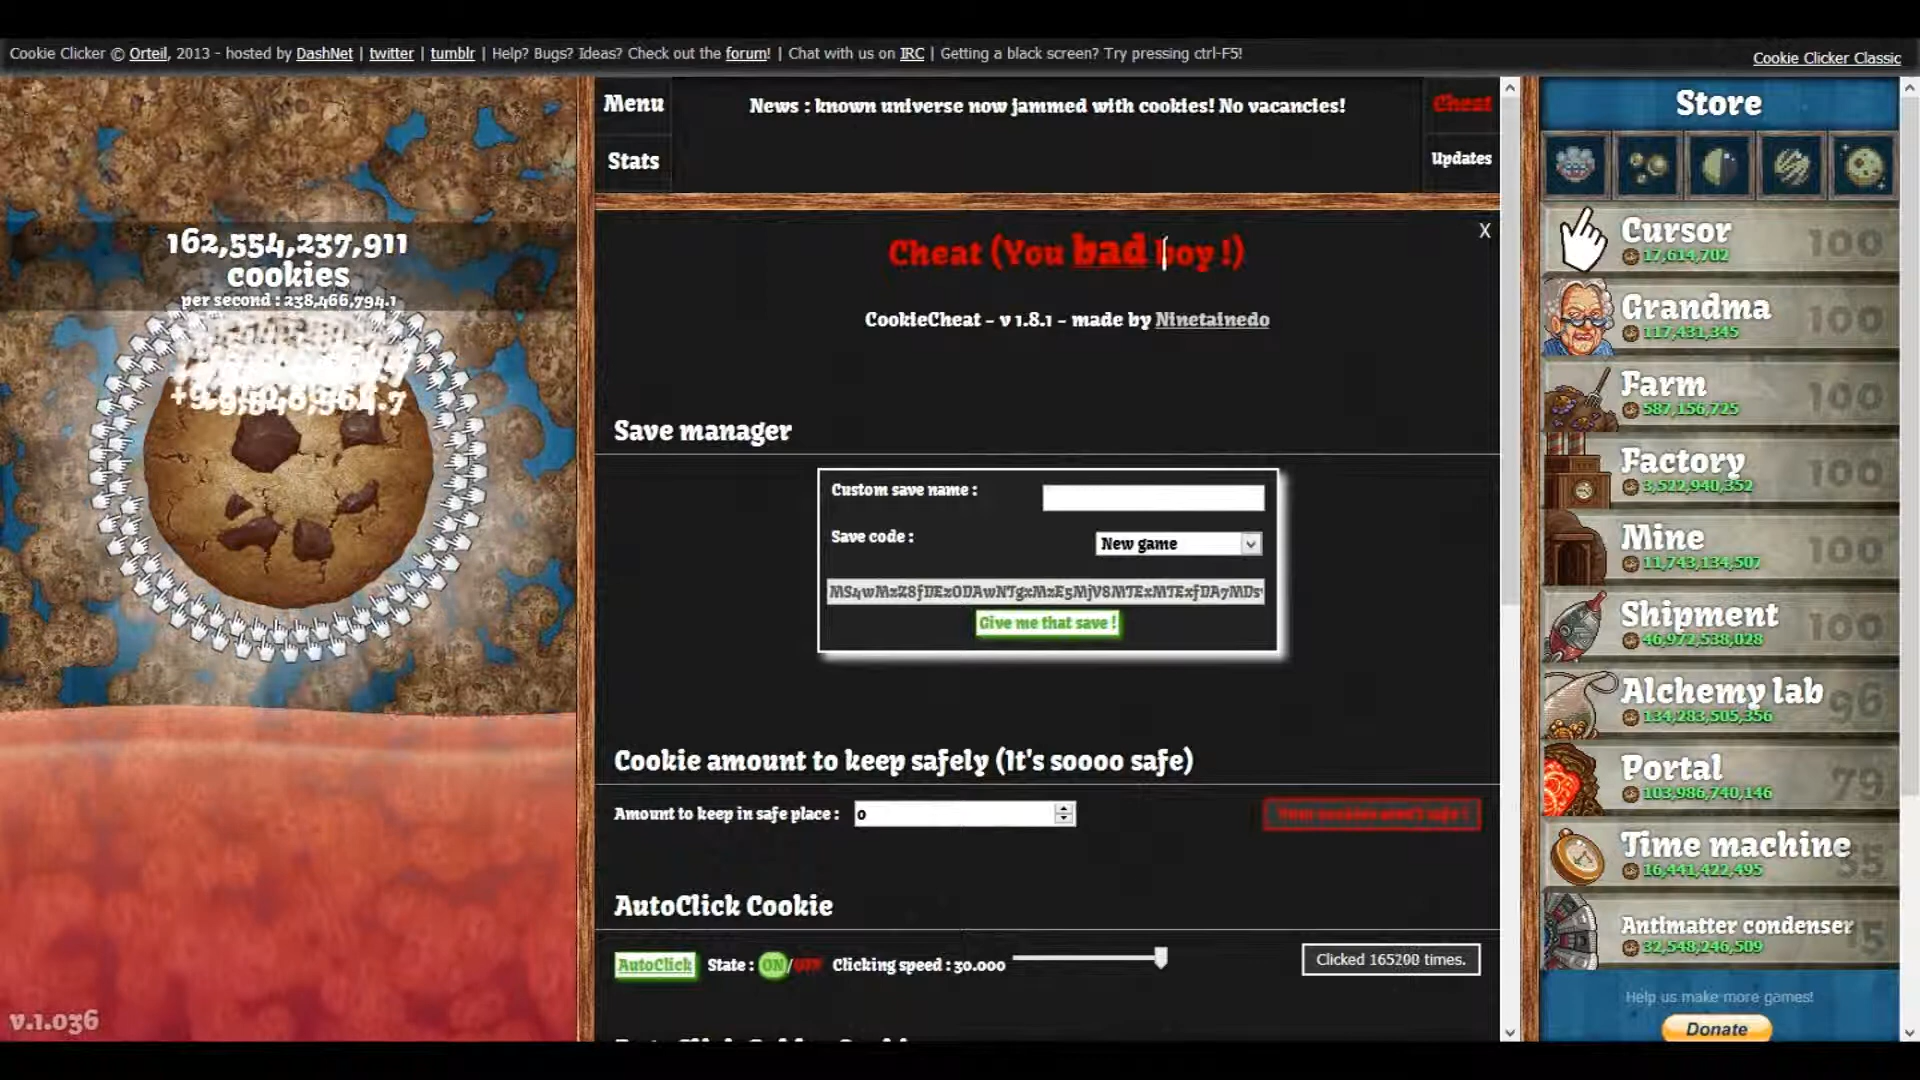 Cookie Clicker © Orteil, 2013 - hosted by DashNet | twitter | tumblr | Help? Bugs? Ideas? Check out the forum! | Chat with us on IRC | Getting a black screen? Try pressing ctrl-F5!
Cookie Clicker Classic
Menu
Stats
News : known universe now jammed with cookies! No vacancies!
Cheat
Updates
162,554,237,911
cookies
per second : 238,466,794.1
Cheat (You bad boy !)
X
CookieCheat - v 1.8.1 - made by Ninetainedo
Save manager
Custom save name :
Save code :
New game
Give me that save !
Cookie amount to keep safely (It's soooo safe)
Amount to keep in safe place : 0
AutoClick Cookie
AutoClick State : ON/OFF Clicking speed : 30.000
Clicked 165200 times.
v.1.036
Store
Cursor 100
17,614,702
Grandma 100
117,431,345
Farm 100
587,156,725
Factory 100
3,522,940,352
Mine 100
11,743,134,507
Shipment 100
46,972,538,028
Alchemy lab 96
134,283,505,356
Portal 79
103,986,740,146
Time machine 35
16,441,422,495
Antimatter condenser 15
32,548,246,509
Help us make more games!
Donate